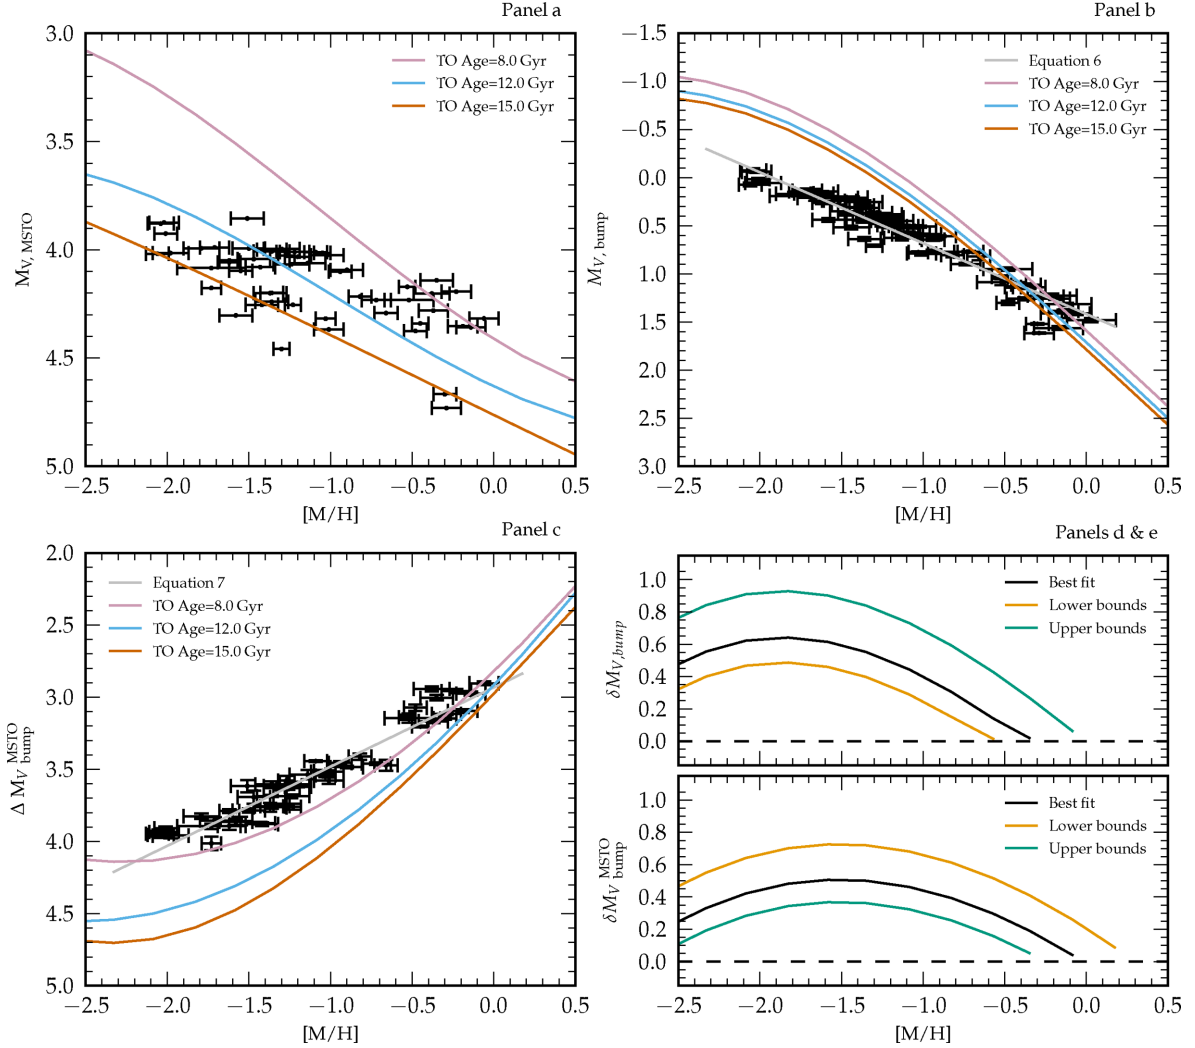 Panel a
3.0
3.5
4.0
4.5
5.0
M_V, MSTO
TO Age=8.0 Gyr
TO Age=12.0 Gyr
TO Age=15.0 Gyr
−2.5 −2.0 −1.5 −1.0 −0.5 0.0 0.5
[M/H]
Panel b
−1.5
−1.0
−0.5
0.0
0.5
1.0
1.5
2.0
2.5
3.0
M_V, bump
Equation 6
TO Age=8.0 Gyr
TO Age=12.0 Gyr
TO Age=15.0 Gyr
−2.5 −2.0 −1.5 −1.0 −0.5 0.0 0.5
[M/H]
Panel c
2.0
2.5
3.0
3.5
4.0
4.5
5.0
Δ M_V MSTO bump
Equation 7
TO Age=8.0 Gyr
TO Age=12.0 Gyr
TO Age=15.0 Gyr
−2.5 −2.0 −1.5 −1.0 −0.5 0.0 0.5
[M/H]
Panels d & e
1.0
0.8
0.6
0.4
0.2
0.0
δM_V,bump
Best fit
Lower bounds
Upper bounds
1.0
0.8
0.6
0.4
0.2
0.0
δM_V MSTO bump
Best fit
Lower bounds
Upper bounds
−2.5 −2.0 −1.5 −1.0 −0.5 0.0 0.5
[M/H]